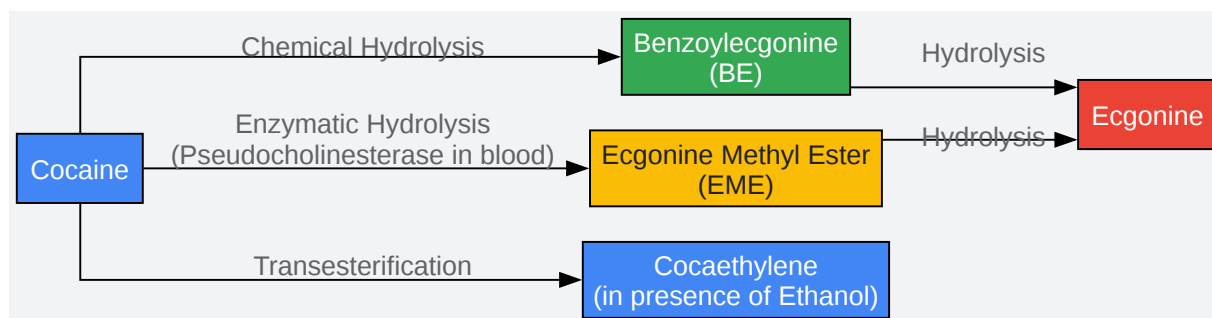 Chemical Hydrolysis
Benzoylecgonine
(BE)
Hydrolysis
Cocaine
Enzymatic Hydrolysis
(Pseudocholinesterase in blood)
Ecgonine Methyl Ester
(EME)
Hydrolysis
Ecgonine
Transesterification
Cocaethylene
(in presence of Ethanol)